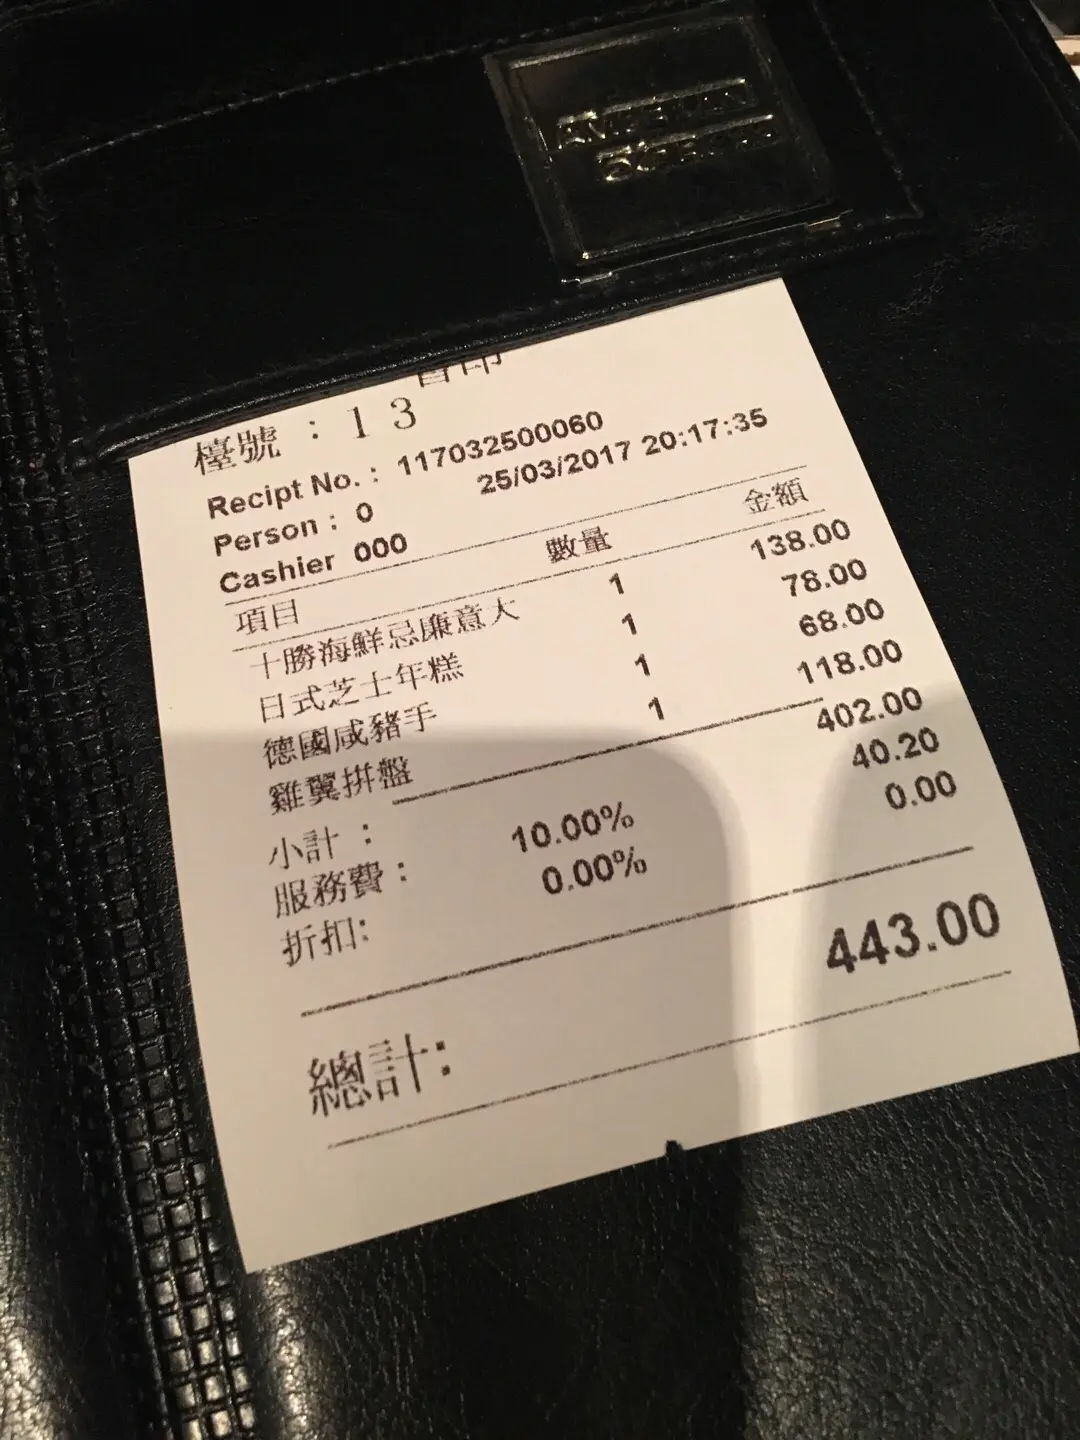 AMERICAN
EXPRESS
檯號 : 13
Recipt No. : 117032500060
Person : 0 25/03/2017 20:17:35
Cashier 000
項目 數量 金額
十勝海鮮忌廉意大 1 138.00
日式芝士年糕 1 78.00
德國咸豬手 1 68.00
雞翼拼盤 1 118.00
小計 : 402.00
服務費 : 10.00% 40.20
折扣: 0.00% 0.00
總計: 443.00